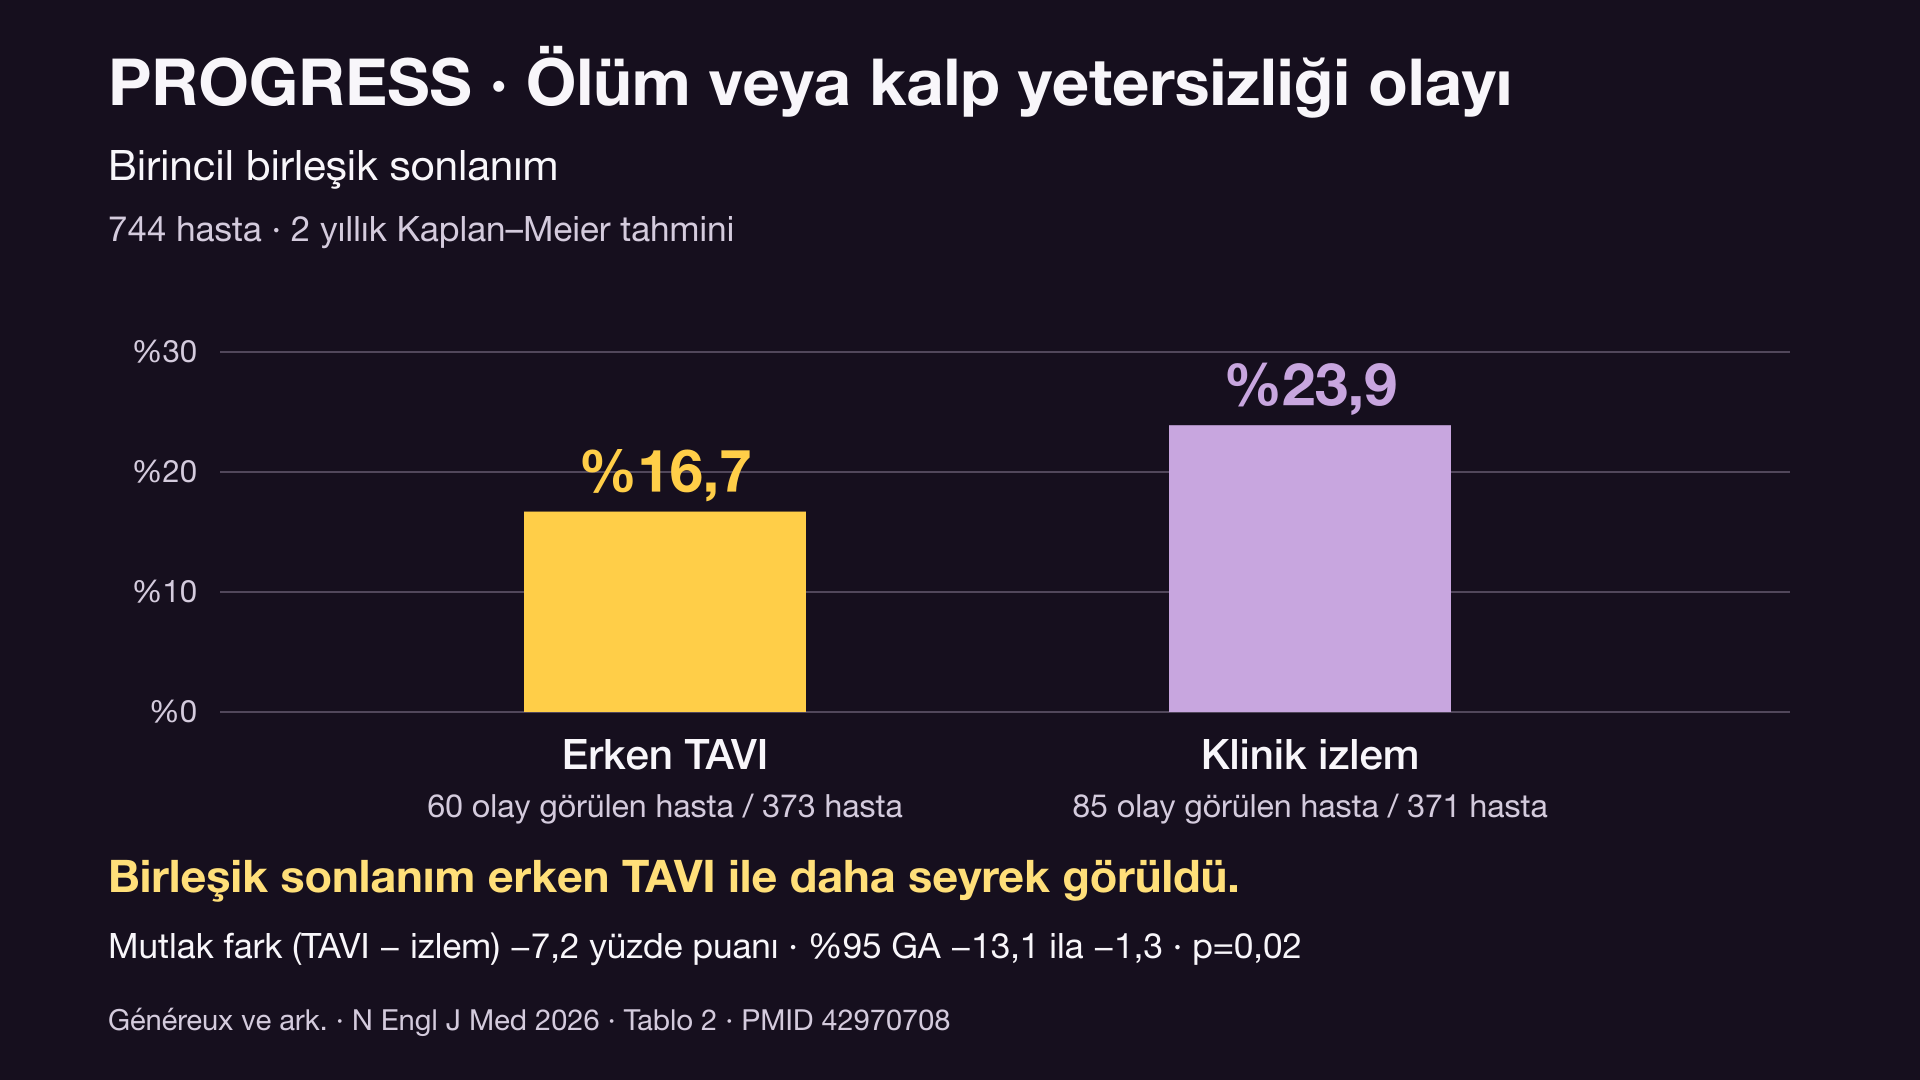 PROGRESS · Ölüm veya kalp yetersizliği olayı
Birincil birleşik sonlanım
744 hasta · 2 yıllık Kaplan–Meier tahmini
%30
%23,9
%16,7
%20
%10
%0
Erken TAVI
Klinik izlem
60 olay görülen hasta / 373 hasta
85 olay görülen hasta / 371 hasta
Birleşik sonlanım erken TAVI ile daha seyrek görüldü.
Mutlak fark (TAVI − izlem) −7,2 yüzde puanı · %95 GA −13,1 ila −1,3 · p=0,02
Généreux ve ark. · N Engl J Med 2026 · Tablo 2 · PMID 42970708